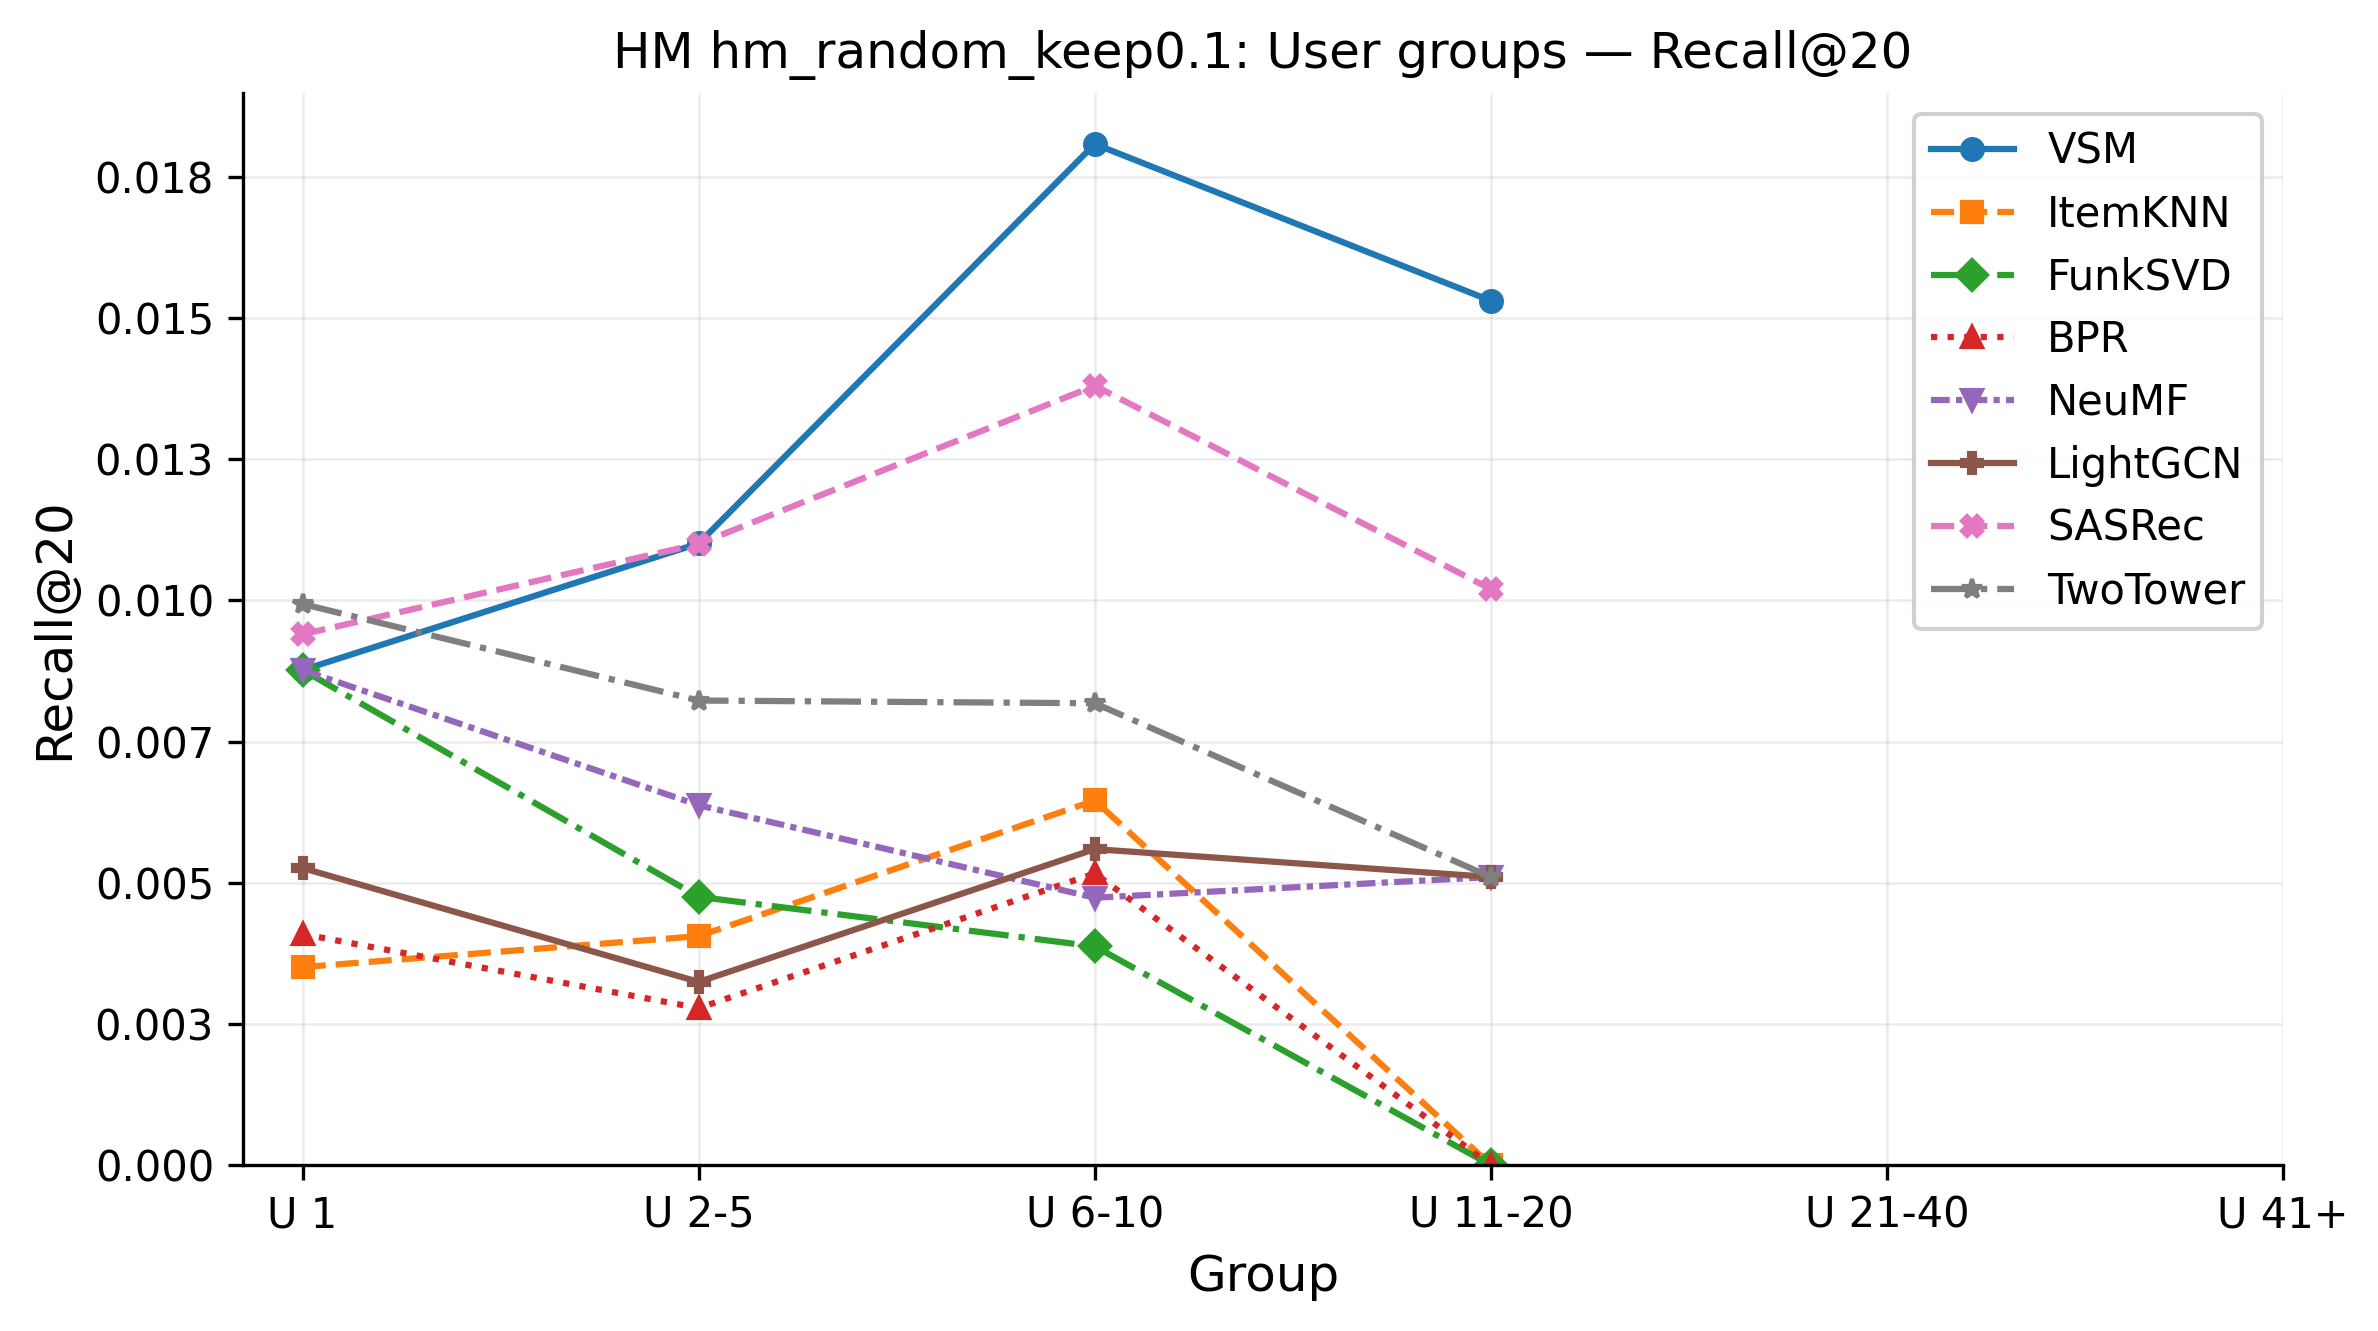 HM hm_random_keep0.1: User groups — Recall@20
Recall@20
0.018
0.015
0.013
0.010
0.007
0.005
0.003
0.000
VSM
ItemKNN
FunkSVD
BPR
NeuMF
LightGCN
SASRec
TwoTower
U 1
U 2-5
U 6-10
U 11-20
U 21-40
U 41+
Group